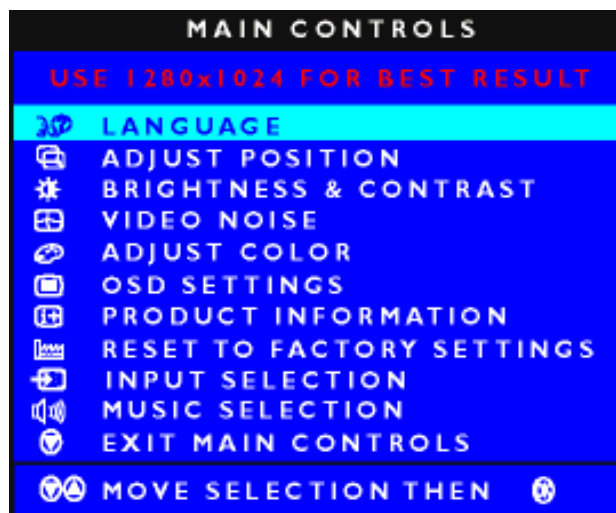 MAIN CONTROLS
USE 1280x1024 FOR BEST RESULT
LANGUAGE
ADJUST POSITION
BRIGHTNESS & CONTRAST
VIDEO NOISE
ADJUST COLOR
OSD SETTINGS
PRODUCT INFORMATION
RESET TO FACTORY SETTINGS
INPUT SELECTION
MUSIC SELECTION
EXIT MAIN CONTROLS
MOVE SELECTION THEN